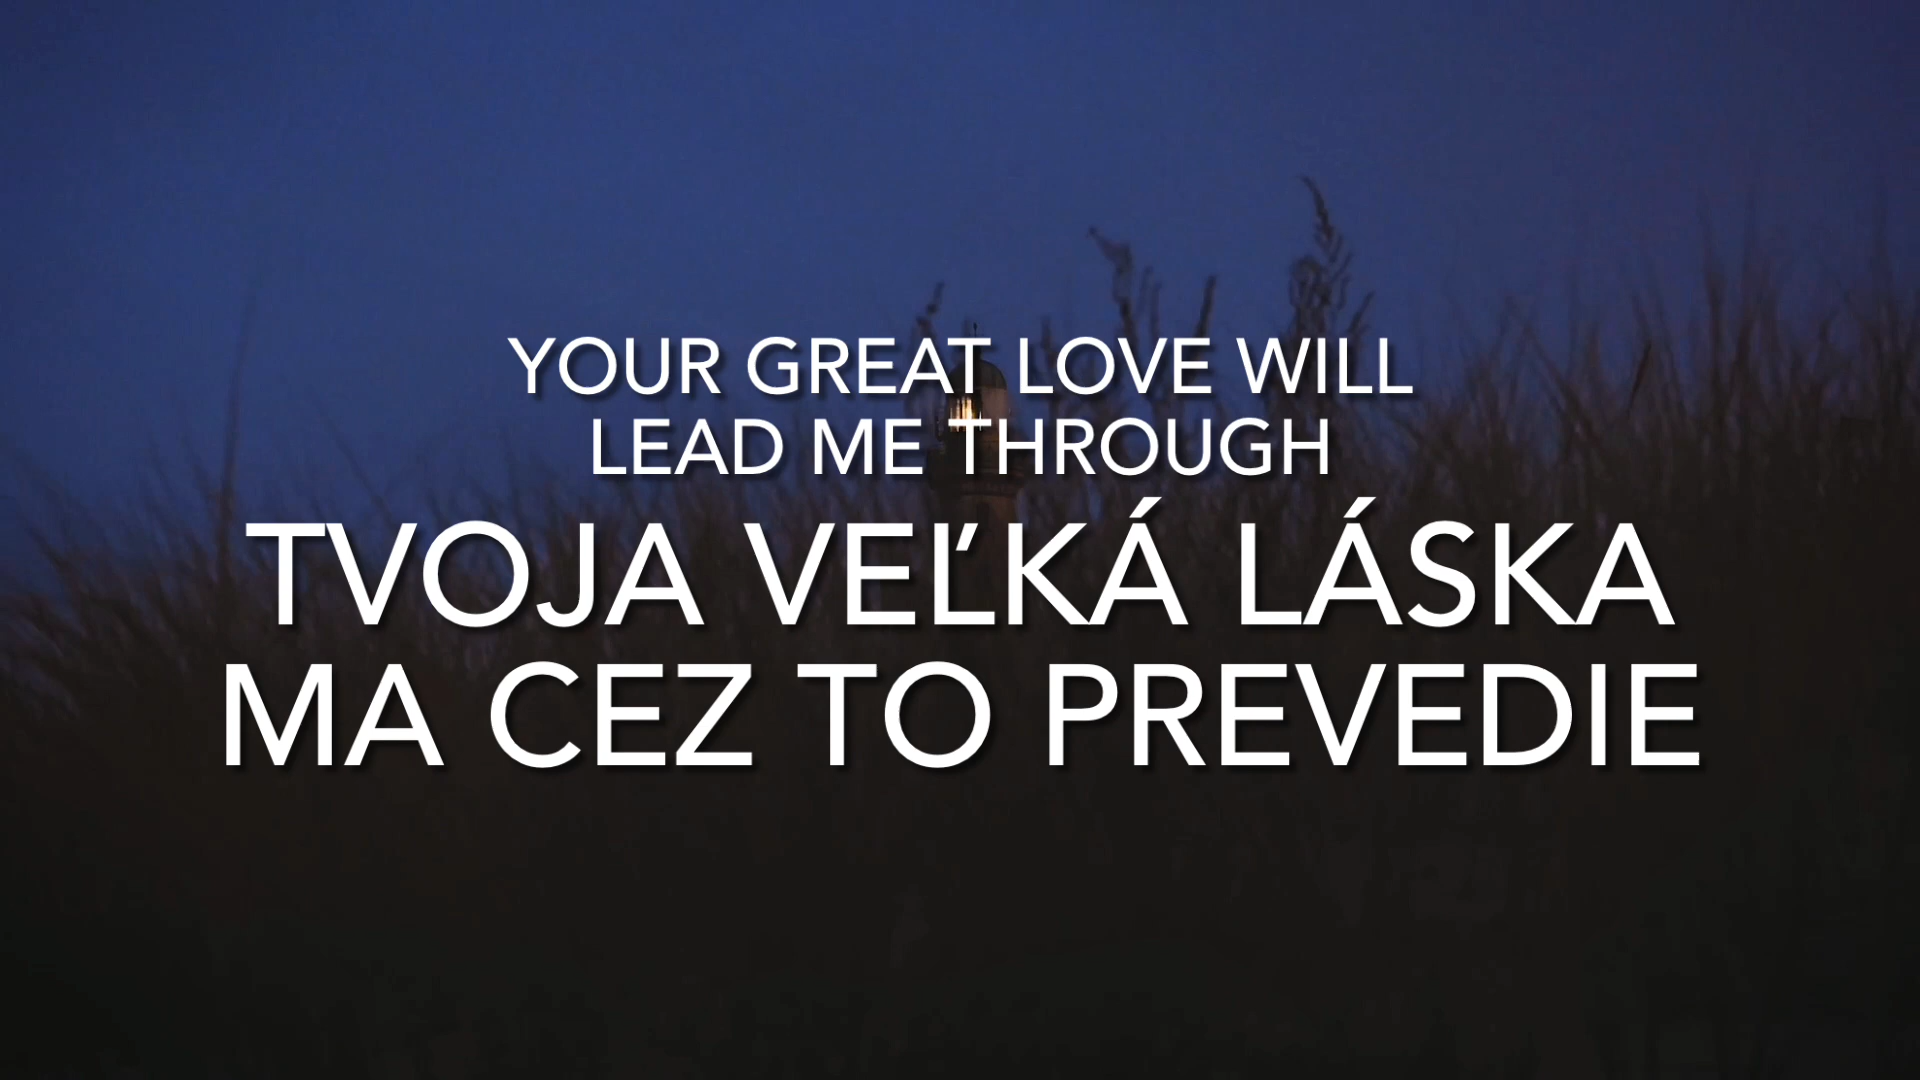 YOUR GREAT LOVE WILL
LEAD ME THROUGH
TVOJA VEĽKÁ LÁSKA
MA CEZ TO PREVEDIE